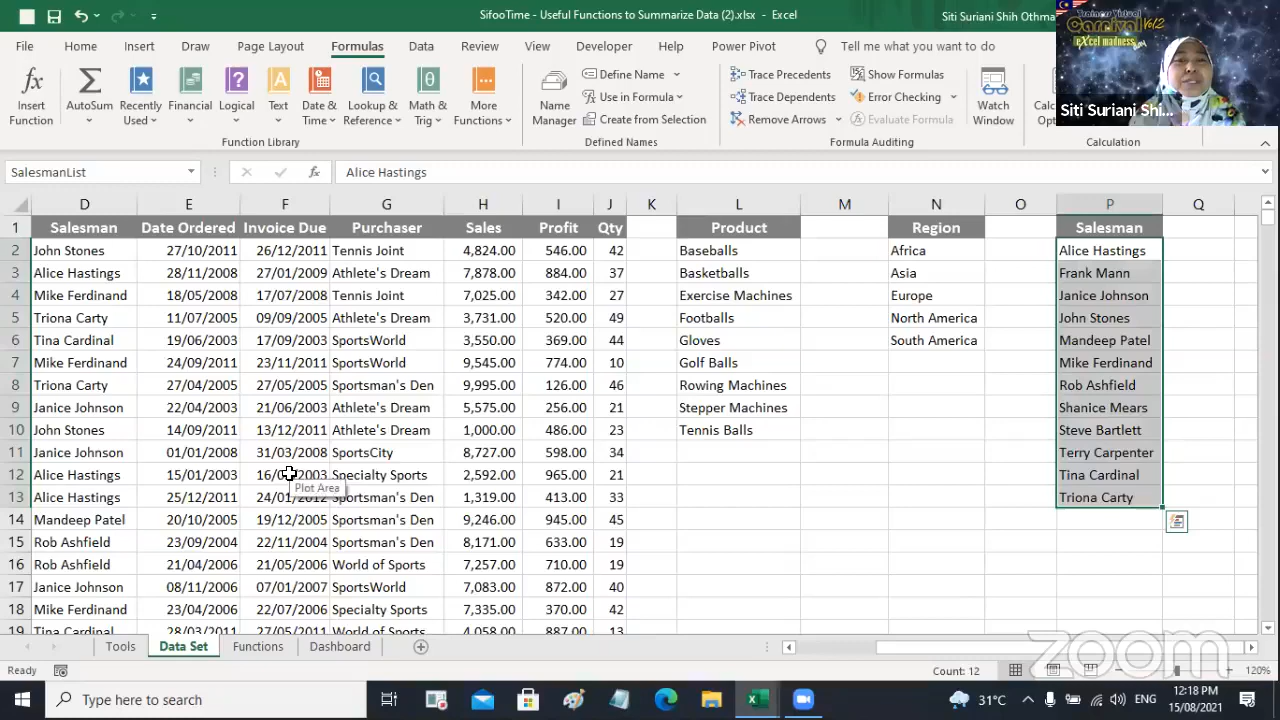 SifooTime - Useful Functions to Summarize Data (2).xlsx - Excel
Siti Suriani Shih Othma
Trainers Virtual
Carnival Vol2
eXcel madness
Siti Suriani Shi...
File Home Insert Draw Page Layout Formulas Data Review View Developer Help Power Pivot Tell me what you want to do
Insert Function
AutoSum
Recently Used
Financial
Logical
Text
Date & Time
Lookup & Reference
Math & Trig
More Functions
Function Library
Name Manager
Define Name
Use in Formula
Create from Selection
Defined Names
Trace Precedents
Trace Dependents
Remove Arrows
Show Formulas
Error Checking
Evaluate Formula
Formula Auditing
Watch Window
Calculation
SalesmanList
fx
Alice Hastings
D E F G H I J K L M N O P Q
1 Salesman Date Ordered Invoice Due Purchaser Sales Profit Qty Product Region Salesman
2 John Stones 27/10/2011 26/12/2011 Tennis Joint 4,824.00 546.00 42 Baseballs Africa Alice Hastings
3 Alice Hastings 28/11/2008 27/01/2009 Athlete's Dream 7,878.00 884.00 37 Basketballs Asia Frank Mann
4 Mike Ferdinand 18/05/2008 17/07/2008 Tennis Joint 7,025.00 342.00 27 Exercise Machines Europe Janice Johnson
5 Triona Carty 11/07/2005 09/09/2005 Athlete's Dream 3,731.00 520.00 49 Footballs North America John Stones
6 Tina Cardinal 19/06/2003 17/09/2003 SportsWorld 3,550.00 369.00 44 Gloves South America Mandeep Patel
7 Mike Ferdinand 24/09/2011 23/11/2011 SportsWorld 9,545.00 774.00 10 Golf Balls Mike Ferdinand
8 Triona Carty 27/04/2005 27/05/2005 Sportsman's Den 9,995.00 126.00 46 Rowing Machines Rob Ashfield
9 Janice Johnson 22/04/2003 21/06/2003 Athlete's Dream 5,575.00 256.00 21 Stepper Machines Shanice Mears
10 John Stones 14/09/2011 13/12/2011 Athlete's Dream 1,000.00 486.00 23 Tennis Balls Steve Bartlett
11 Janice Johnson 01/01/2008 31/03/2008 SportsCity 8,727.00 598.00 34 Terry Carpenter
12 Alice Hastings 15/01/2003 Specialty Sports 2,592.00 965.00 21 Tina Cardinal
Plot Area
13 Alice Hastings 25/12/2011 24/01/2012 Sportsman's Den 1,319.00 413.00 33 Triona Carty
14 Mandeep Patel 20/10/2005 19/12/2005 Sportsman's Den 9,246.00 945.00 45
15 Rob Ashfield 23/09/2004 22/11/2004 Sportsman's Den 8,171.00 633.00 19
16 Rob Ashfield 21/04/2006 21/05/2006 World of Sports 7,257.00 710.00 19
17 Janice Johnson 08/11/2006 07/01/2007 SportsWorld 7,083.00 872.00 40
18 Mike Ferdinand 23/04/2006 22/07/2006 Specialty Sports 7,335.00 370.00 42
19 Tina Cardinal 28/03/2011 27/05/2011 World of Sports 4,058.00 887.00 13
Tools Data Set Functions Dashboard
Ready
Count: 12
120%
zoom
Type here to search
31°C
ENG
12:18 PM
15/08/2021